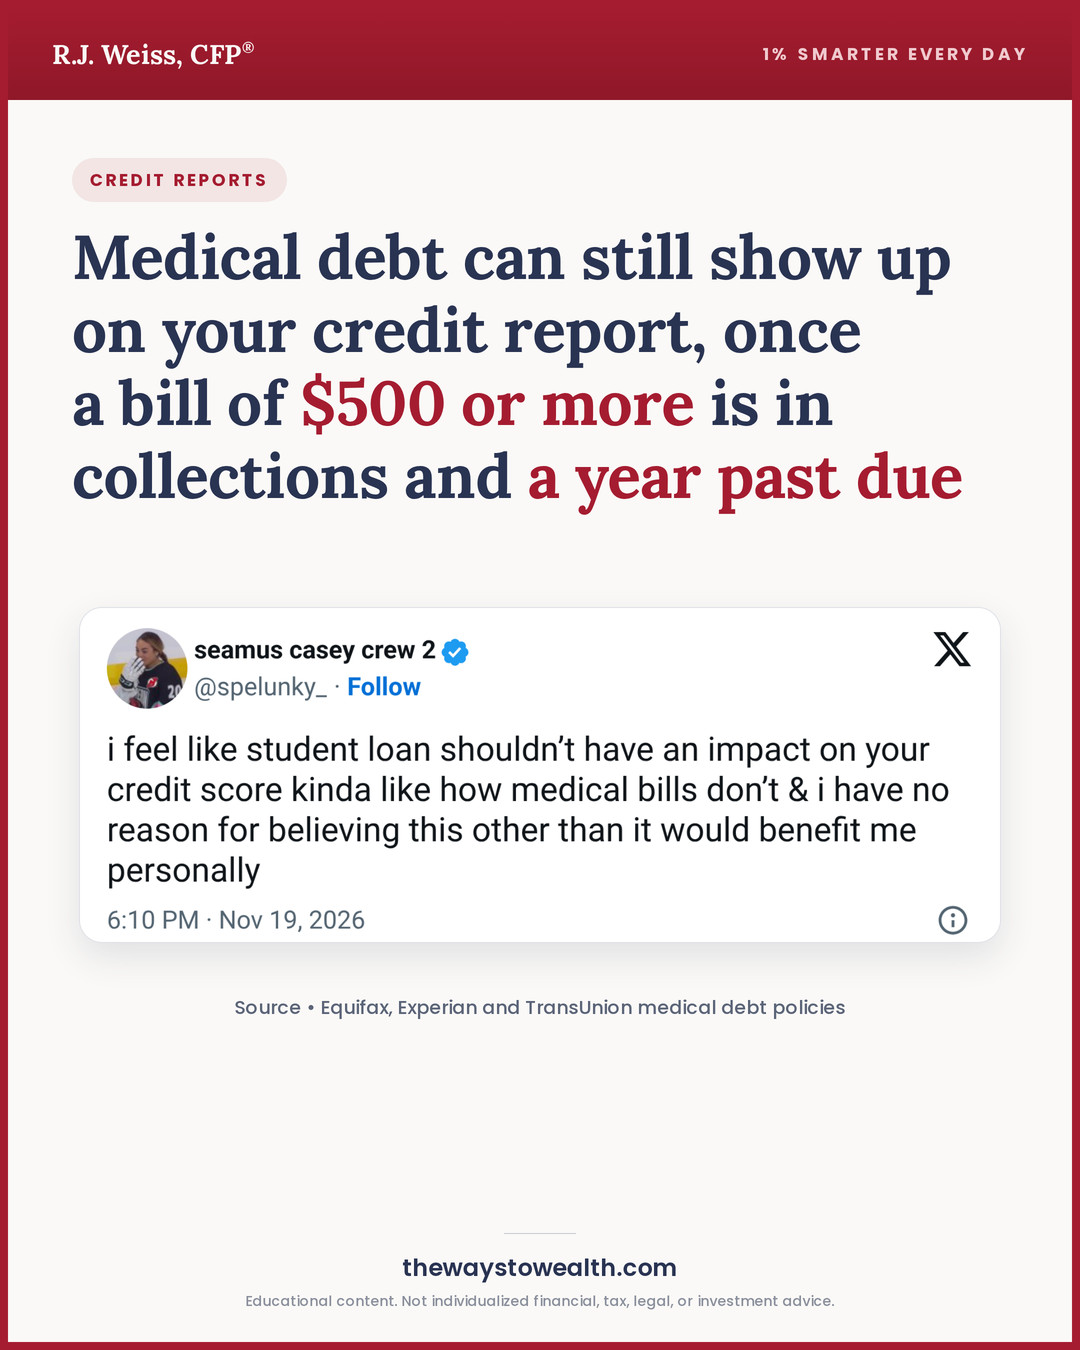 R.J. Weiss, CFP®
1% SMARTER EVERY DAY
CREDIT REPORTS
Medical debt can still show up
on your credit report, once
a bill of $500 or more is in
collections and a year past due
seamus casey crew 2
@spelunky_ · Follow
i feel like student loan shouldn’t have an impact on your
credit score kinda like how medical bills don’t & i have no
reason for believing this other than it would benefit me
personally
6:10 PM · Nov 19, 2026
Source • Equifax, Experian and TransUnion medical debt policies
thewaystowealth.com
Educational content. Not individualized financial, tax, legal, or investment advice.